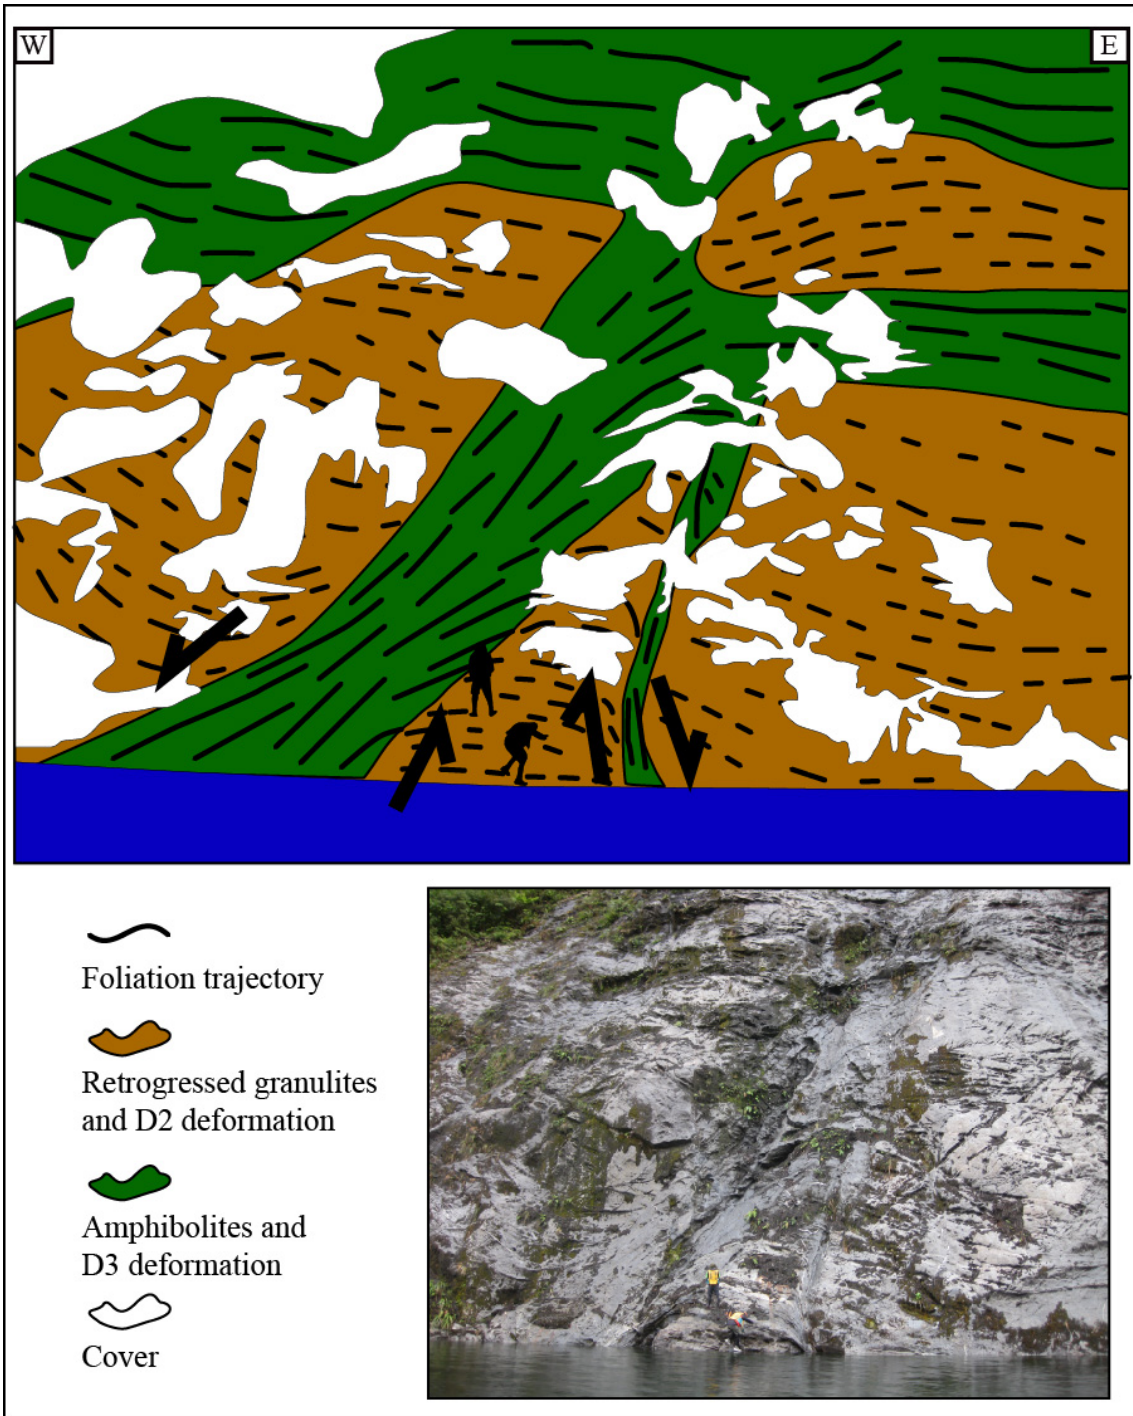 W
E
Foliation trajectory
Retrogressed granulites
and D2 deformation
Amphibolites and
D3 deformation
Cover